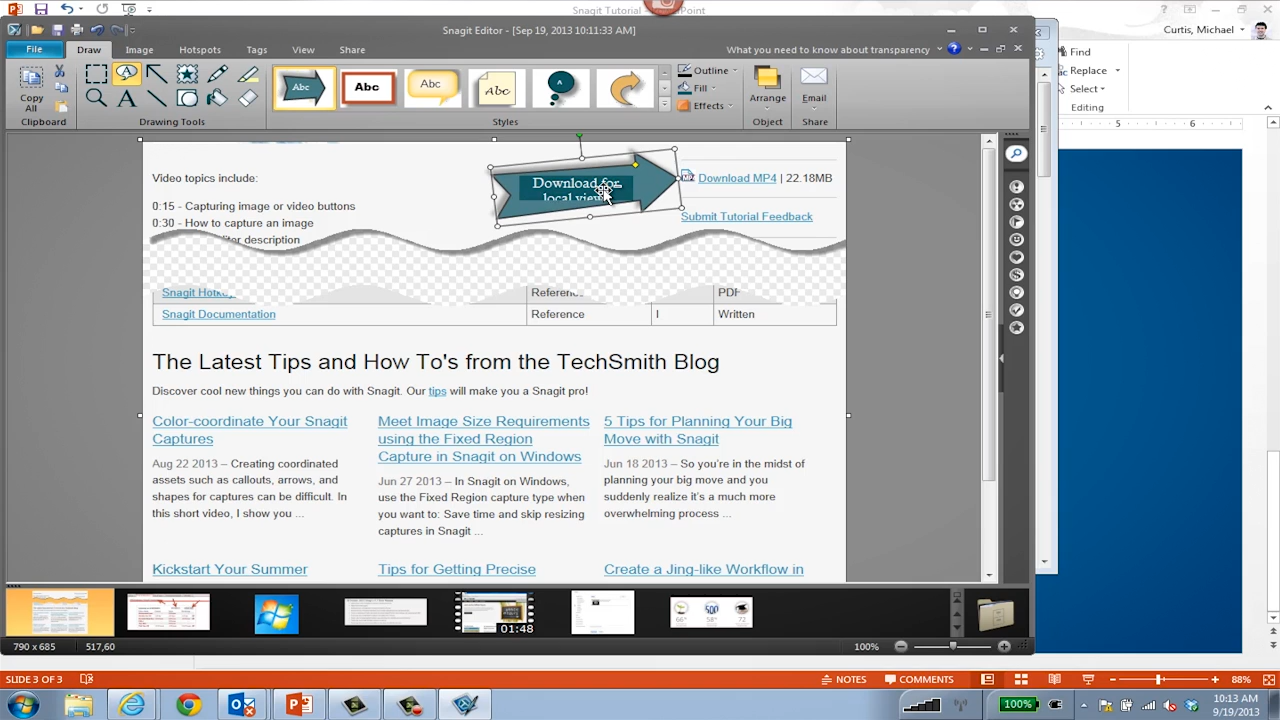 Snagit Tutorial - PowerPoint
Snagit Editor - [Sep 19, 2013 10:11:33 AM]
Curtis, Michael
File Draw Image Hotspots Tags View Share
What you need to know about transparency
Find
Replace
Select
Editing
Copy All
Clipboard
Drawing Tools
Abc
Abc
Abc
Abc
A
Styles
Outline
Fill
Effects
Arrange
Object
Email
Share
5 6
Video topics include:
0:15 - Capturing image or video buttons
0:30 - How to capture an image
description
Download for
local view
Download MP4 | 22.18MB
Submit Tutorial Feedback
Snagit Hotkey
Reference
PDF
Snagit Documentation Reference I Written
The Latest Tips and How To's from the TechSmith Blog
Discover cool new things you can do with Snagit. Our tips will make you a Snagit pro!
Color-coordinate Your Snagit
Captures
Aug 22 2013 – Creating coordinated
assets such as callouts, arrows, and
shapes for captures can be difficult. In
this short video, I show you ...
Meet Image Size Requirements
using the Fixed Region
Capture in Snagit on Windows
Jun 27 2013 – In Snagit on Windows,
use the Fixed Region capture type when
you want to: Save time and skip resizing
captures in Snagit ...
5 Tips for Planning Your Big
Move with Snagit
Jun 18 2013 – So you're in the midst of
planning your big move and you
suddenly realize it's a much more
overwhelming process ...
Kickstart Your Summer
Tips for Getting Precise
Create a Jing-like Workflow in
01:48
790 x 685 517,60
100%
SLIDE 3 OF 3
NOTES COMMENTS
88%
100%
10:13 AM
9/19/2013